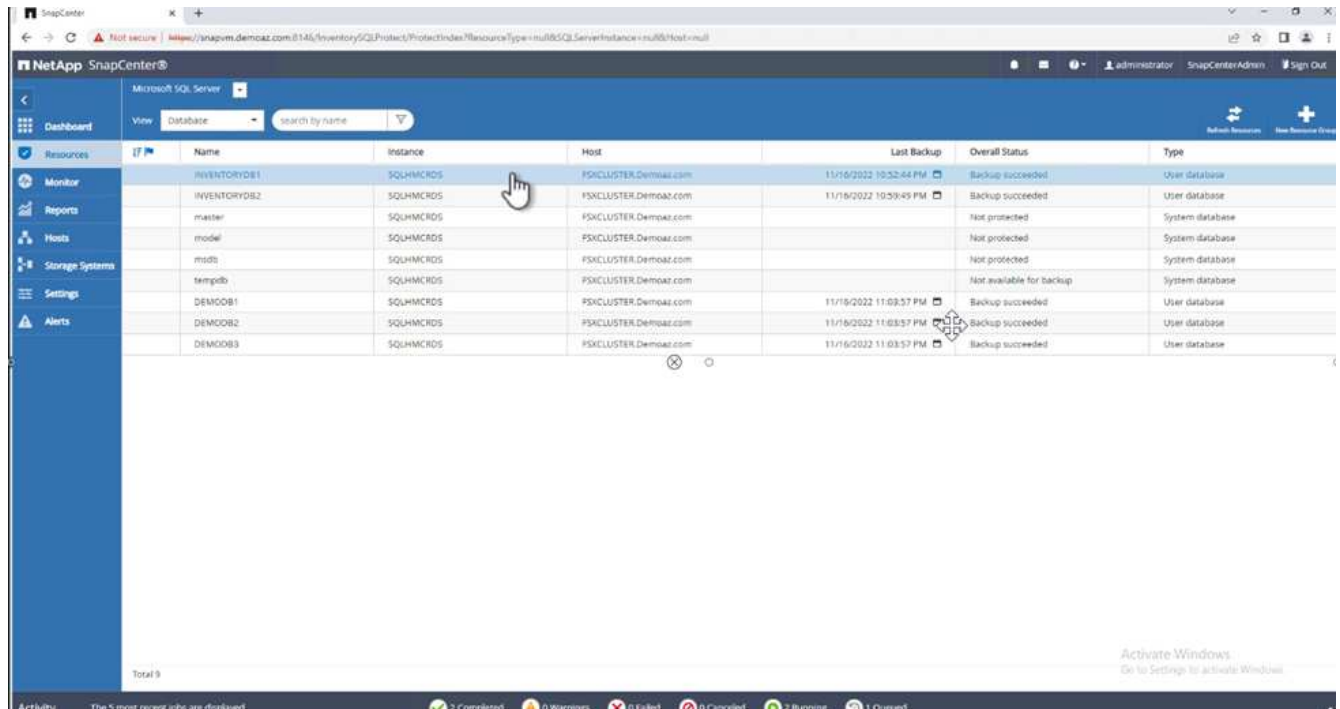 SnapCenter
Not secure | https://snapvm.demoaz.com:8146/InventorySQLProtect/ProtectIndex?ResourceType=null&SQLServerInstance=null&Host=null
NetApp SnapCenter®
administrator SnapCenterAdmin Sign Out
Microsoft SQL Server
View Database search by name
Refresh Resources New Resource Group
Dashboard
Resources
Monitor
Reports
Hosts
Storage Systems
Settings
Alerts
Name Instance Host Last Backup Overall Status Type
INVENTORYDB1 SQLHMCRDS FSXCLUSTER.Demoaz.com 11/16/2022 10:52:44 PM Backup succeeded User database
INVENTORYDB2 SQLHMCRDS FSXCLUSTER.Demoaz.com 11/16/2022 10:59:45 PM Backup succeeded User database
master SQLHMCRDS FSXCLUSTER.Demoaz.com Not protected System database
model SQLHMCRDS FSXCLUSTER.Demoaz.com Not protected System database
msdb SQLHMCRDS FSXCLUSTER.Demoaz.com Not protected System database
tempdb SQLHMCRDS FSXCLUSTER.Demoaz.com Not available for backup System database
DEMODB1 SQLHMCRDS FSXCLUSTER.Demoaz.com 11/16/2022 11:03:57 PM Backup succeeded User database
DEMODB2 SQLHMCRDS FSXCLUSTER.Demoaz.com 11/16/2022 11:03:57 PM Backup succeeded User database
DEMODB3 SQLHMCRDS FSXCLUSTER.Demoaz.com 11/16/2022 11:03:57 PM Backup succeeded User database
Activate Windows
Go to Settings to activate Windows.
Total 9
Activity The 5 most recent jobs are displayed 2 Completed 0 Warnings 0 Failed 0 Canceled 2 Running 1 Queued